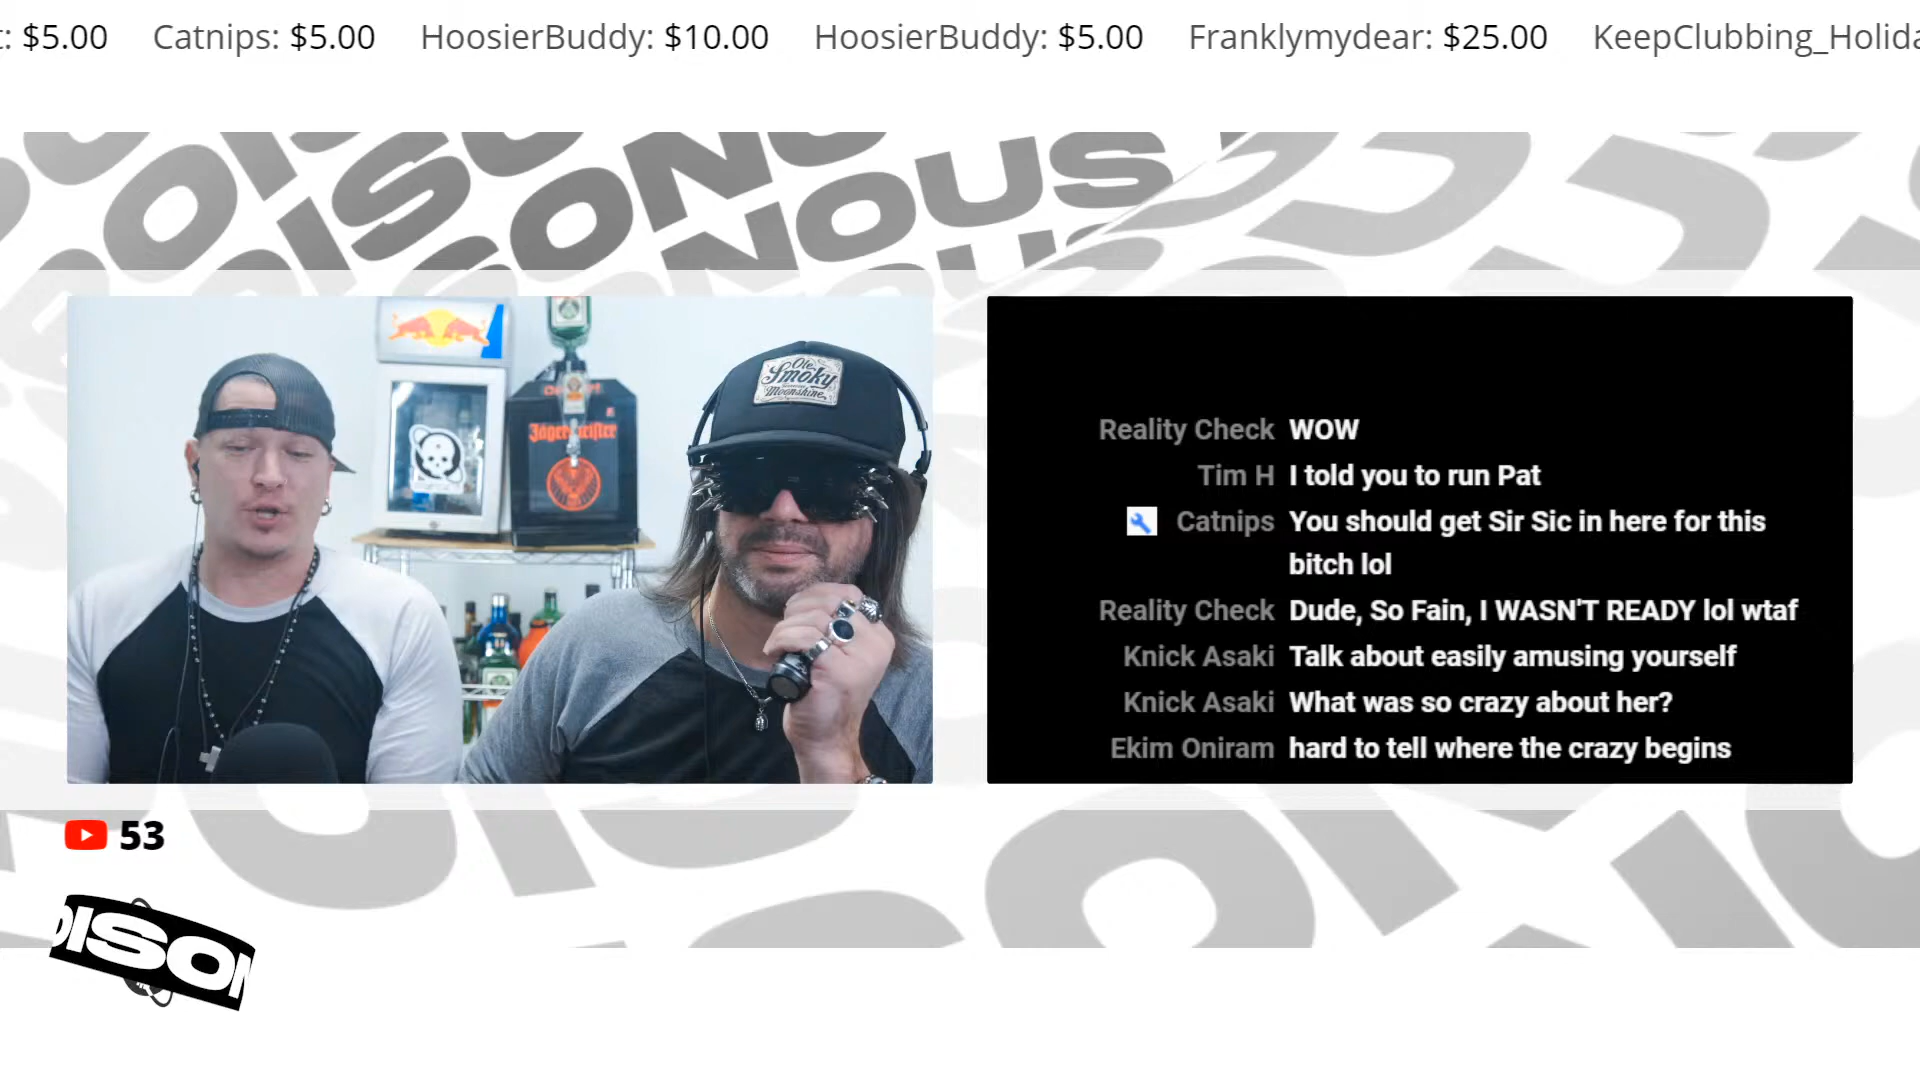 : $5.00 Catnips: $5.00 HoosierBuddy: $10.00 HoosierBuddy: $5.00 Franklymydear: $25.00 KeepClubbing_Holida
OISONO
ISONOUS
Ole
Smoky
Moonshine
Jägermeister
Reality Check WOW
Tim H I told you to run Pat
Catnips You should get Sir Sic in here for this
bitch lol
Reality Check Dude, So Fain, I WASN'T READY lol wtaf
Knick Asaki Talk about easily amusing yourself
Knick Asaki What was so crazy about her?
Ekim Oniram hard to tell where the crazy begins
53
OISON